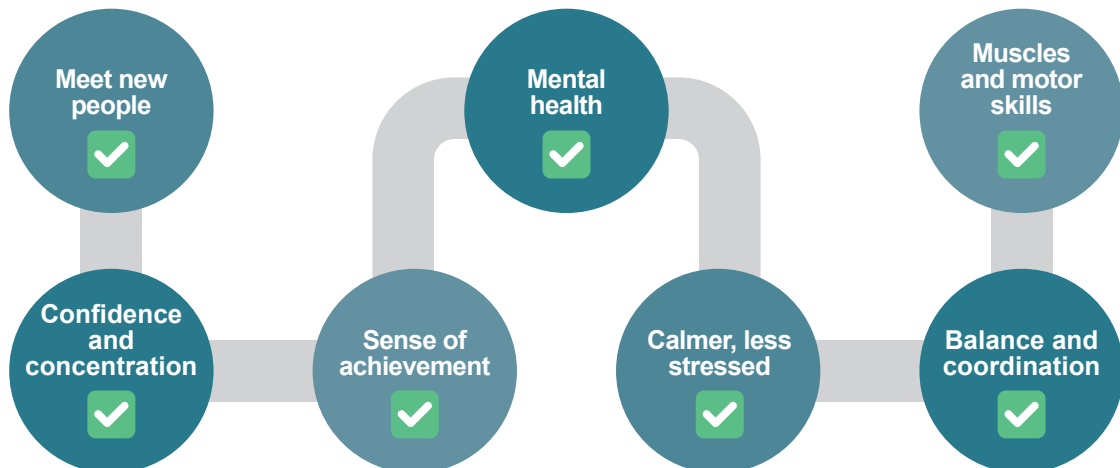 Meet new
people
Confidence
and
concentration
Sense of
achievement
Mental
health
Calmer, less
stressed
Balance and
coordination
Muscles
and motor
skills